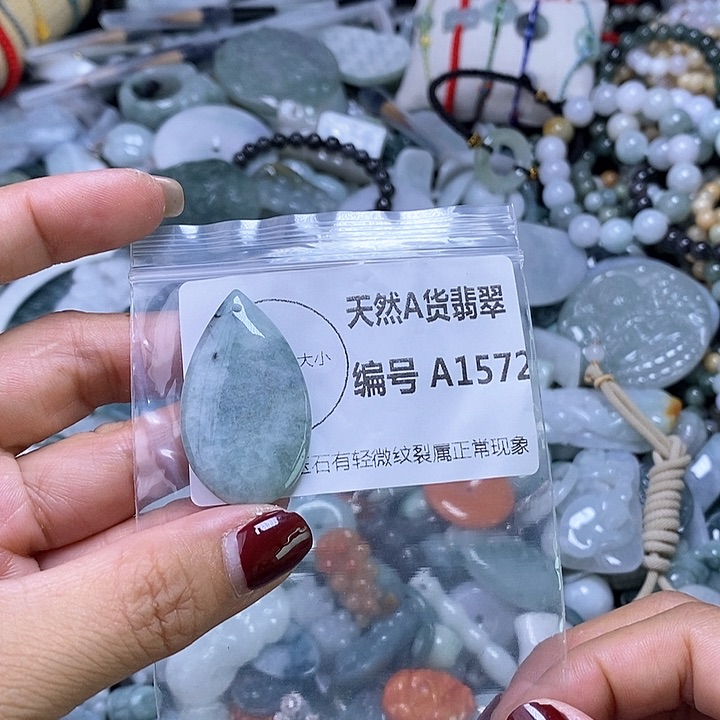 天然A货翡翠
大小
编号 A1572
石有轻微纹裂属正常现象